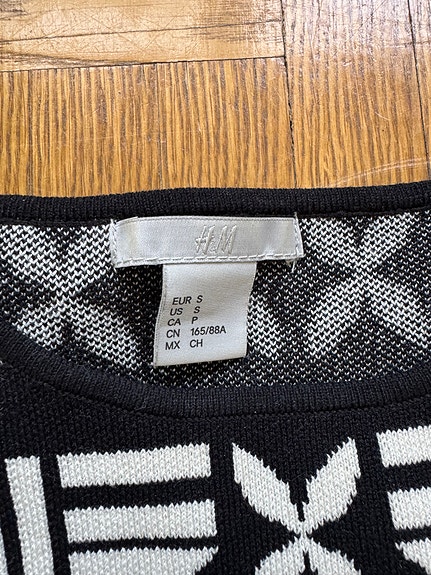 H&M
EUR S
US S
CA P
CN 165/88A
MX CH